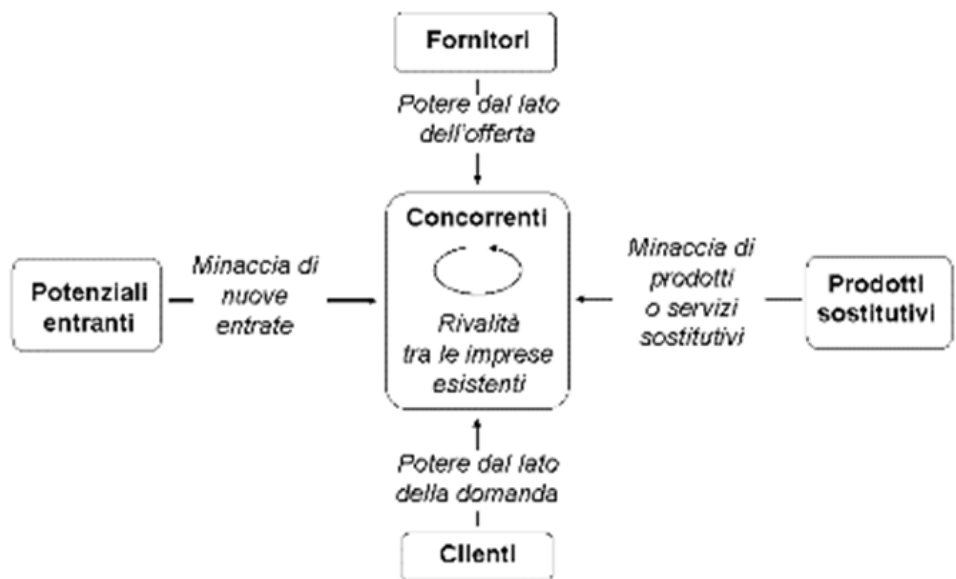 Fornitori
Potere dal lato
dell'offerta
Concorrenti
Rivalità
tra le imprese
esistenti
Potenziali
entranti
Minaccia di
nuove
entrate
Minaccia di
prodotti
o servizi
sostitutivi
Prodotti
sostitutivi
Potere dal lato
della domanda
Clienti